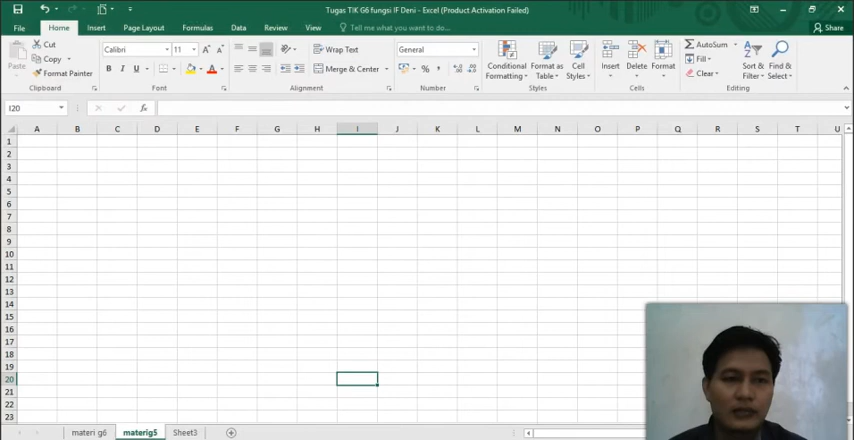 Tugas TIK G6 fungsi IF Deni - Excel (Product Activation Failed)
File Home Insert Page Layout Formulas Data Review View Tell me what you want to do... Share
Paste
Cut
Copy
Format Painter
Clipboard
Calibri 11
B I U
Font
Wrap Text
Merge & Center
Alignment
General
Number
Conditional Formatting
Format as Table
Cell Styles
Styles
Insert Delete Format
Cells
AutoSum
Fill
Clear
Sort & Filter
Find & Select
Editing
I20
fx
A B C D E F G H I J K L M N O P Q R S T U
1
2
3
4
5
6
7
8
9
10
11
12
13
14
15
16
17
18
19
20
21
22
23
materi g6 materig5 Sheet3